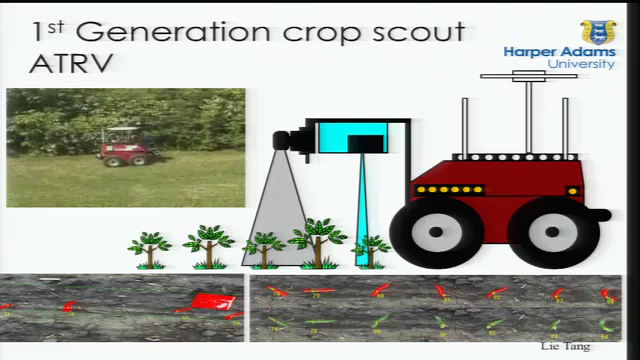 1st Generation crop scout
ATRV
Harper Adams
University
Lie Tang